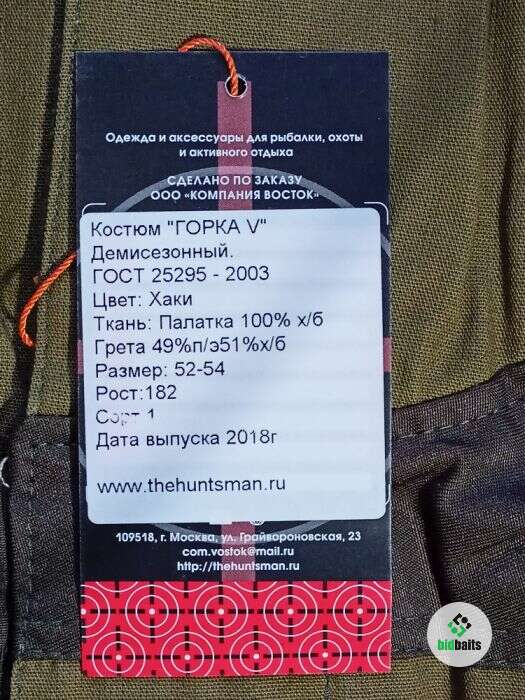 Одежда и аксессуары для рыбалки, охоты
и активного отдыха
СДЕЛАНО ПО ЗАКАЗУ
ООО «КОМПАНИЯ ВОСТОК»
Костюм "ГОРКА V"
Демисезонный.
ГОСТ 25295 - 2003
Цвет: Хаки
Ткань: Палатка 100% х/б
Грета 49%п/э51%х/б
Размер: 52-54
Рост:182
Сорт 1
Дата выпуска 2018г
www.thehuntsman.ru
109518, г. Москва, ул. Грайвороновская, 23
com.vostok@mail.ru
http://thehuntsman.ru
bidbaits